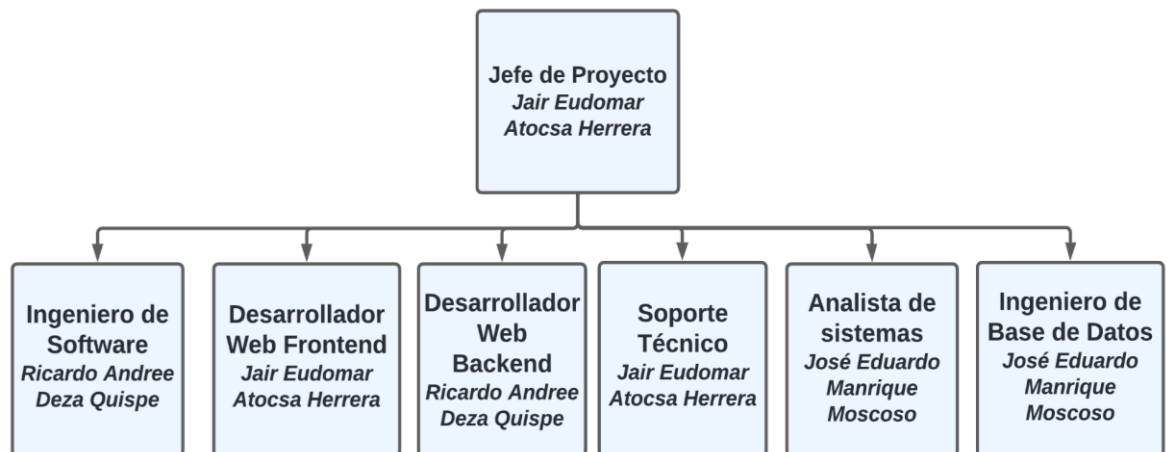 Jefe de Proyecto
Jair Eudomar
Atocsa Herrera
Ingeniero de
Software
Ricardo Andree
Deza Quispe
Desarrollador
Web Frontend
Jair Eudomar
Atocsa Herrera
Desarrollador
Web
Backend
Ricardo Andree
Deza Quispe
Soporte
Técnico
Jair Eudomar
Atocsa Herrera
Analista de
sistemas
José Eduardo
Manrique
Moscoso
Ingeniero de
Base de Datos
José Eduardo
Manrique
Moscoso